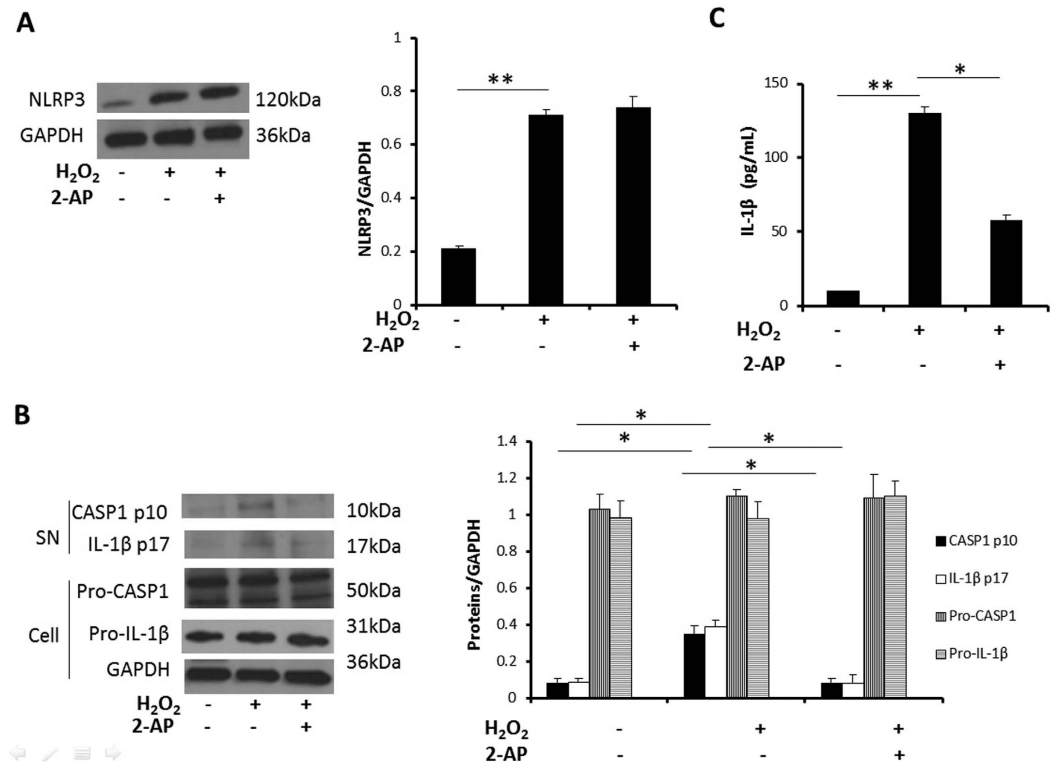 A
NLRP3
120kDa
GAPDH
36kDa
H₂O₂ - + +
2-AP - - +
NLRP3/GAPDH
1
0.8
0.6
0.4
0.2
0
**
H₂O₂ - + +
2-AP - - +
C
IL-1β (pg/mL)
150
100
50
0
** *
H₂O₂ - + +
2-AP - - +
B
SN
CASP1 p10
10kDa
IL-1β p17
17kDa
Cell
Pro-CASP1
50kDa
Pro-IL-1β
31kDa
GAPDH
36kDa
H₂O₂ - + +
2-AP - - +
Proteins/GAPDH
1.4
1.2
1
0.8
0.6
0.4
0.2
0
* *
* *
CASP1 p10
IL-1β p17
Pro-CASP1
Pro-IL-1β
H₂O₂ - + +
2-AP - - +